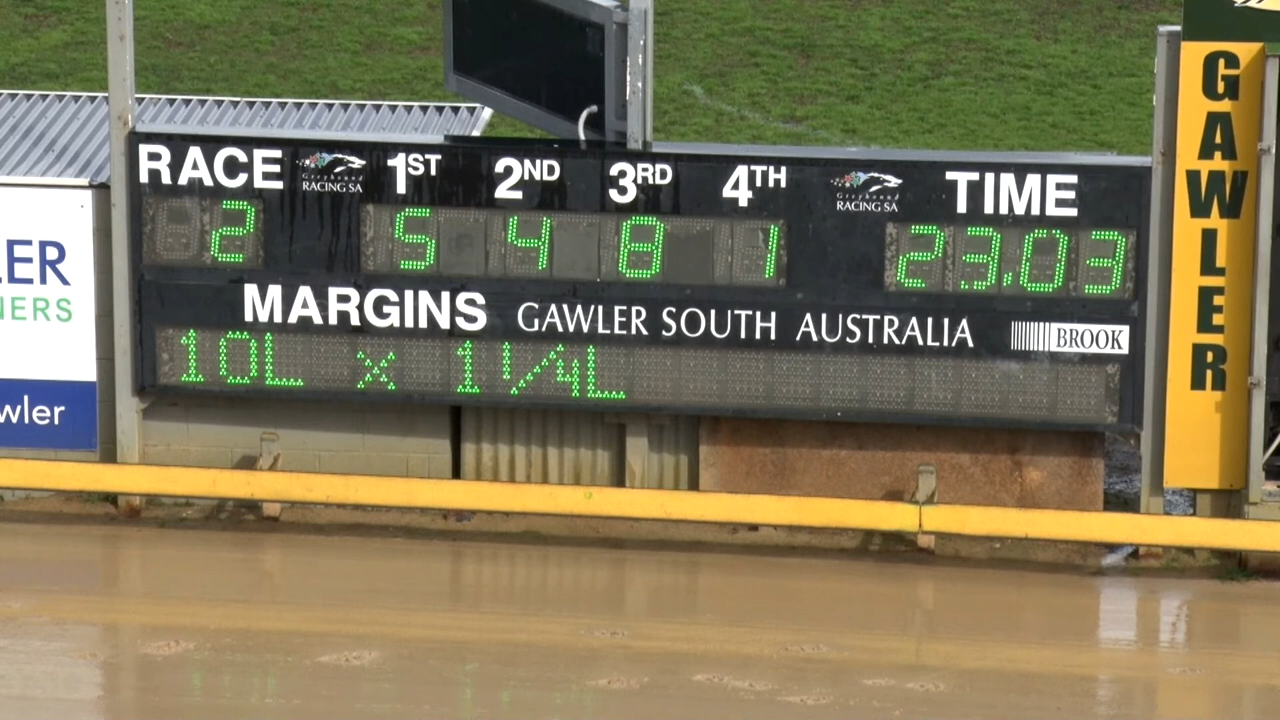 RACE Greyhound RACING SA 1ST 2ND 3RD 4TH Greyhound RACING SA TIME
2 5 4 8 1 23.03
MARGINS GAWLER SOUTH AUSTRALIA BROOK
10L x 1 1/4L
LER
NERS
wler
GAWLER